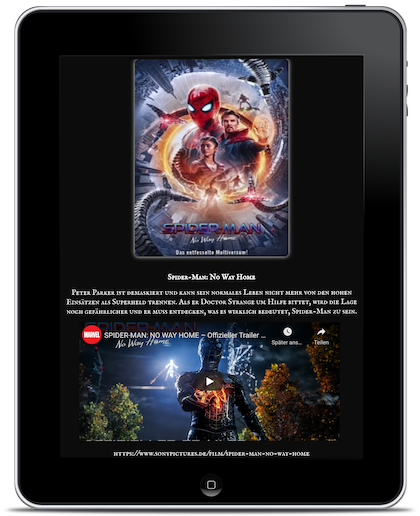 SPIDER-MAN
No Way Home
Das entfesselte Multiversum!
Spider-Man: No Way Home
Peter Parker ist demaskiert und kann sein normales Leben nicht mehr von den hohen
Einsätzen als Superheld trennen. Als er Doctor Strange um Hilfe bittet, wird die Lage
noch gefährlicher und er muss entdecken, was es wirklich bedeutet, Spider-Man zu sein.
SPIDER-MAN
MARVEL SPIDER-MAN: NO WAY HOME – Offizieller Trailer ...
No Way Home
Später ans... Teilen
https://www.sonypictures.de/film/spider-man-no-way-home